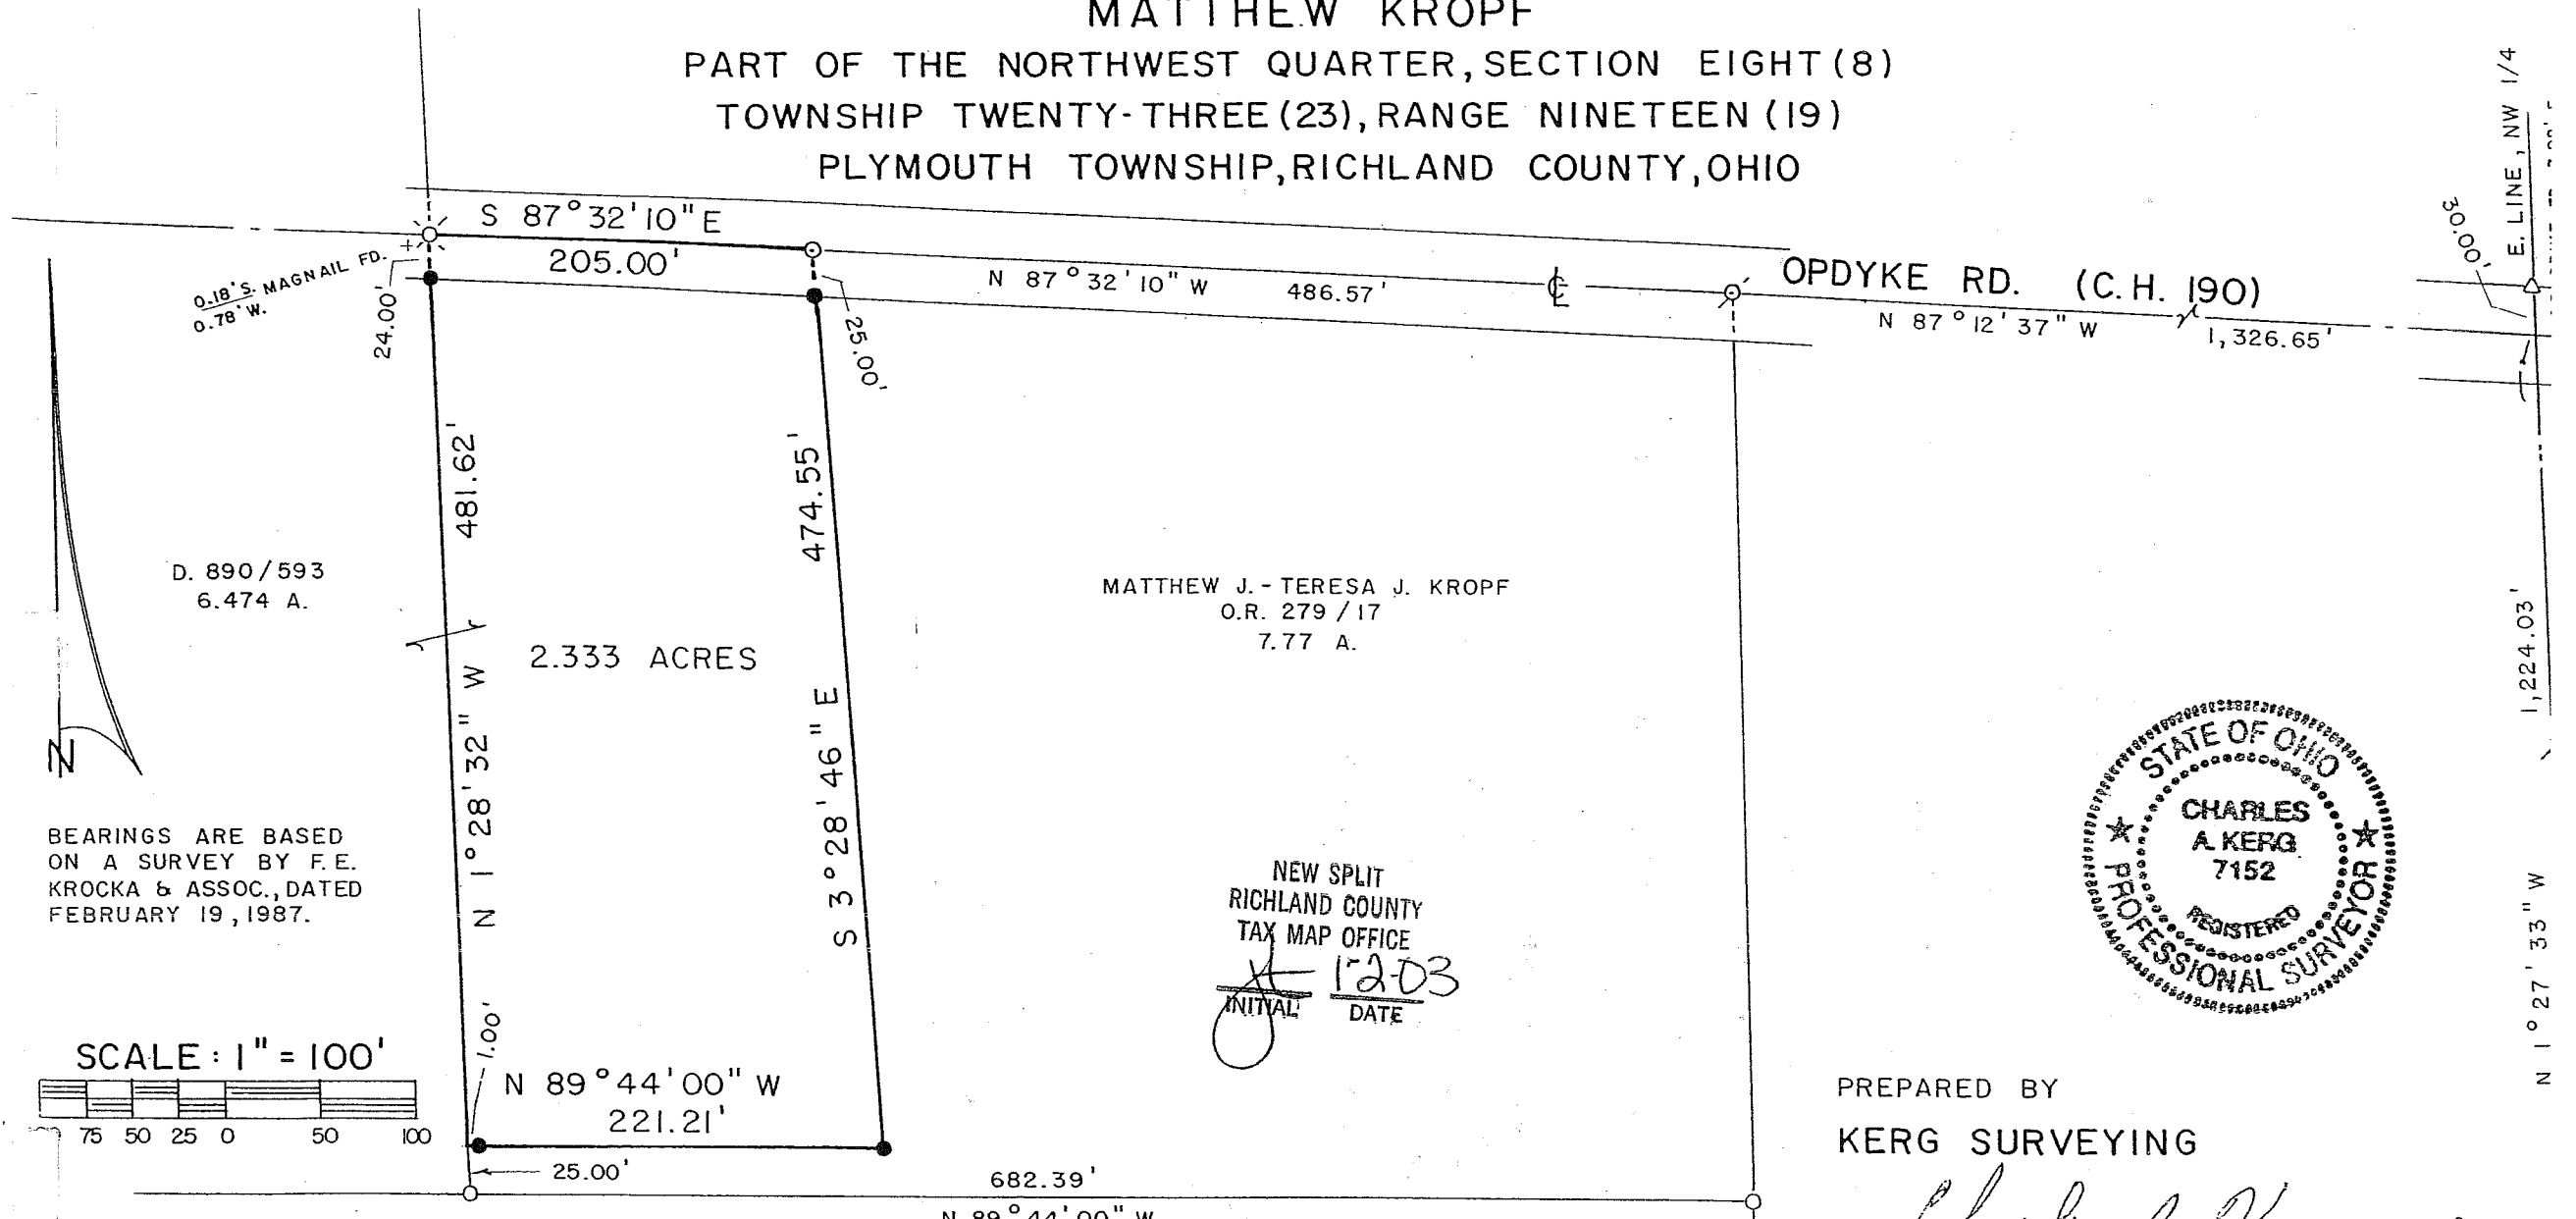 MATTHEW KROPF
PART OF THE NORTHWEST QUARTER, SECTION EIGHT (8)
TOWNSHIP TWENTY-THREE (23), RANGE NINETEEN (19)
PLYMOUTH TOWNSHIP, RICHLAND COUNTY, OHIO
E. LINE, NW 1/4
30.00'
S 87°32'10" E
205.00'
0.18' S. MAGNAIL FD.
0.78' W.
24.00'
25.00'
N 87°32'10" W 486.57'
℄
OPDYKE RD. (C.H. 190)
N 87°12'37" W 1,326.65'
481.62'
474.55'
D. 890/593
6.474 A.
2.333 ACRES
MATTHEW J. - TERESA J. KROPF
O.R. 279/17
7.77 A.
N 1°28'32" W
S 3°28'46" E
1,224.03'
N 1°27'33" W
N
BEARINGS ARE BASED
ON A SURVEY BY F.E.
KROCKA & ASSOC., DATED
FEBRUARY 19, 1987.
STATE OF OHIO
CHARLES
A. KERG
7152
REGISTERED
★ PROFESSIONAL SURVEYOR ★
NEW SPLIT
RICHLAND COUNTY
TAX MAP OFFICE
1-2-03
INITIAL DATE
SCALE: 1" = 100'
75 50 25 0 50 100
1.00'
N 89°44'00" W
221.21'
25.00'
682.39'
N 89°44'00" W
PREPARED BY
KERG SURVEYING